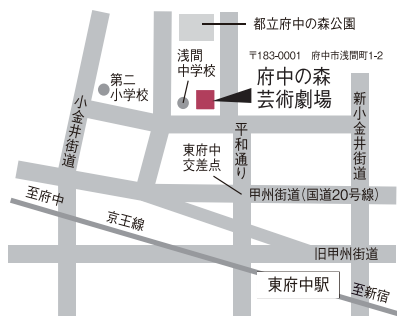 都立府中の森公園
〒183-0001　府中市浅間町1-2
府中の森
芸術劇場
浅間
中学校
第二
小学校
小金井街道
平和通り
新小金井街道
東府中
交差点
甲州街道(国道20号線)
至府中
京王線
旧甲州街道
東府中駅
至新宿